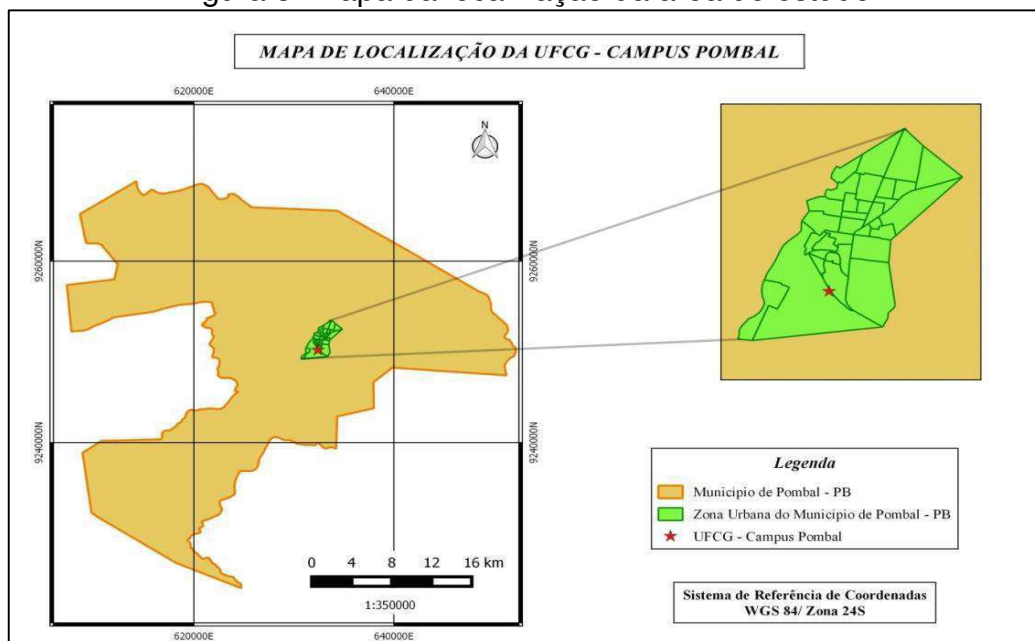 MAPA DE LOCALIZAÇÃO DA UFCG - CAMPUS POMBAL
620000E 640000E
N
9260000N 9260000N
9240000N 9240000N
0 4 8 12 16 km
1:350000
620000E 640000E
Legenda
Municipio de Pombal - PB
Zona Urbana do Municipio de Pombal - PB
UFCG - Campus Pombal
Sistema de Referência de Coordenadas
WGS 84/ Zona 24S